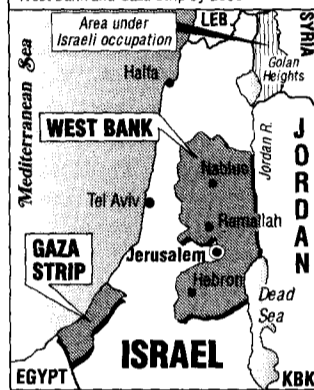 Area under
Israeli occupation
LEB.
SYRIA
Golan
Heights
Haifa
Mediterranean Sea
WEST BANK
Jordan R.
JORDAN
Nablus
Tel Aviv
Ramallah
GAZA
STRIP
Jerusalem
Hebron
Dead
Sea
ISRAEL
EGYPT
KBK